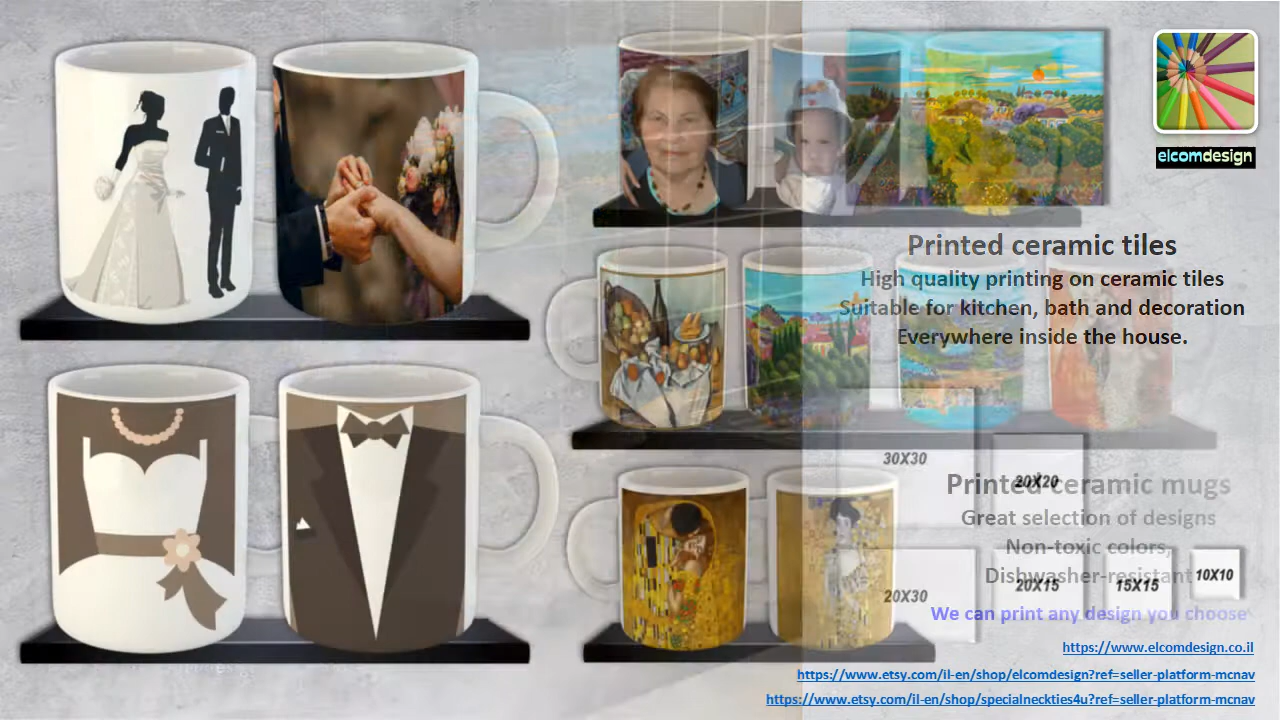 elcomdesign
Printed ceramic tiles
High quality printing on ceramic tiles
Suitable for kitchen, bath and decoration
Everywhere inside the house.
30X30
20X20
Printed ceramic mugs
Great selection of designs
Non-toxic colors,
Dishwasher-resistant
20X30
20X15
15X15
10X10
We can print any design you choose
https://www.elcomdesign.co.il
https://www.etsy.com/il-en/shop/elcomdesign?ref=seller-platform-mcnav
https://www.etsy.com/il-en/shop/specialneckties4u?ref=seller-platform-mcnav